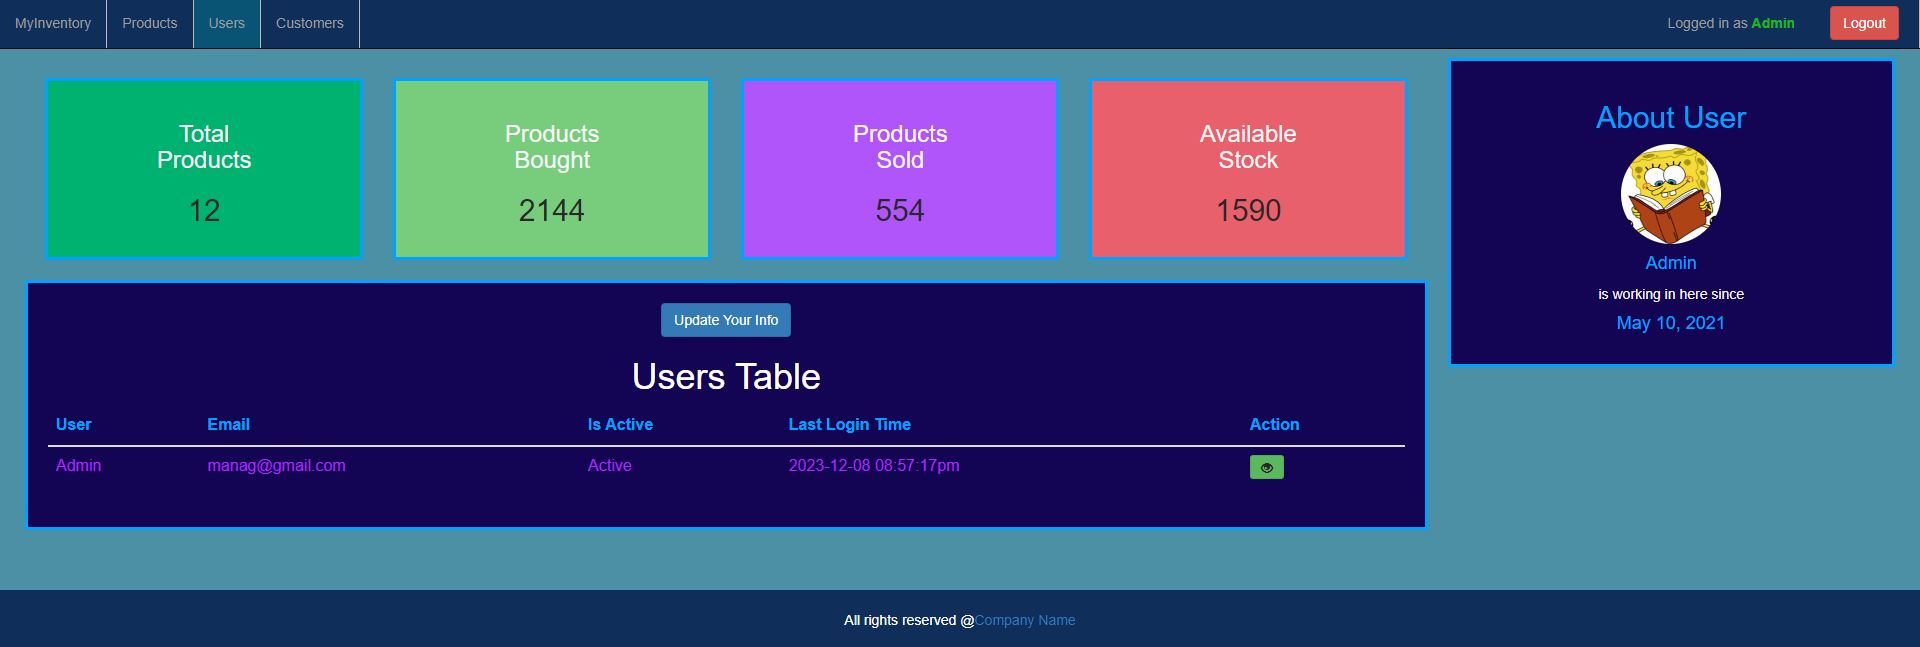 MyInventory Products Users Customers Logged in as Admin Logout
Total
Products
12
Products
Bought
2144
Products
Sold
554
Available
Stock
1590
About User
Admin
is working in here since
May 10, 2021
Update Your Info
Users Table
User Email Is Active Last Login Time Action
Admin manag@gmail.com Active 2023-12-08 08:57:17pm
All rights reserved @Company Name